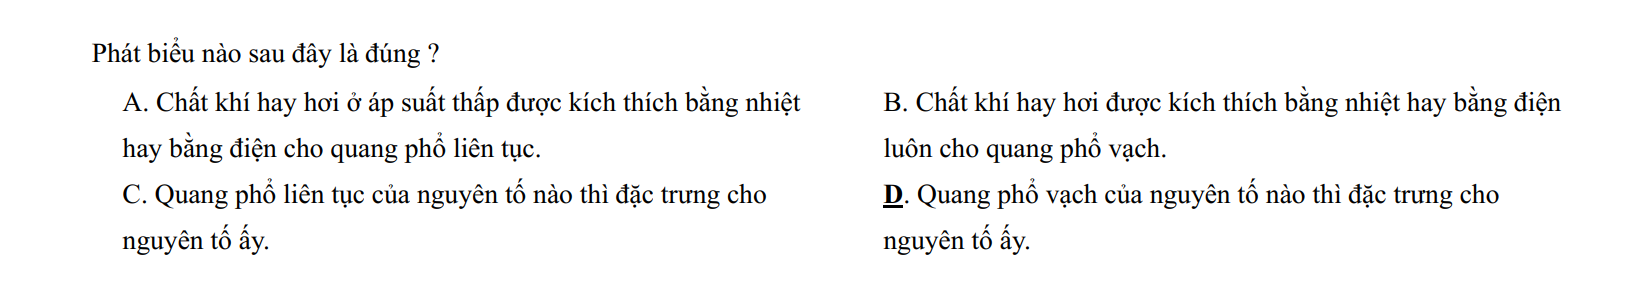 Phát biểu nào sau đây là đúng ?
A. Chất khí hay hơi ở áp suất thấp được kích thích bằng nhiệt
hay bằng điện cho quang phổ liên tục.
B. Chất khí hay hơi được kích thích bằng nhiệt hay bằng điện
luôn cho quang phổ vạch.
C. Quang phổ liên tục của nguyên tố nào thì đặc trưng cho
nguyên tố ấy.
D. Quang phổ vạch của nguyên tố nào thì đặc trưng cho
nguyên tố ấy.